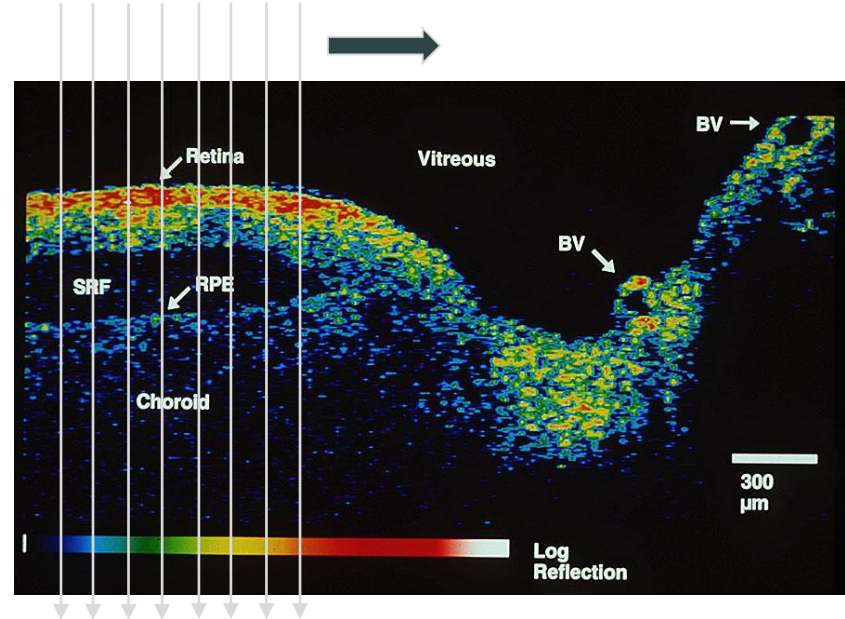 BV
Retina
Vitreous
BV
SRF
RPE
Choroid
300
µm
Log
Reflection